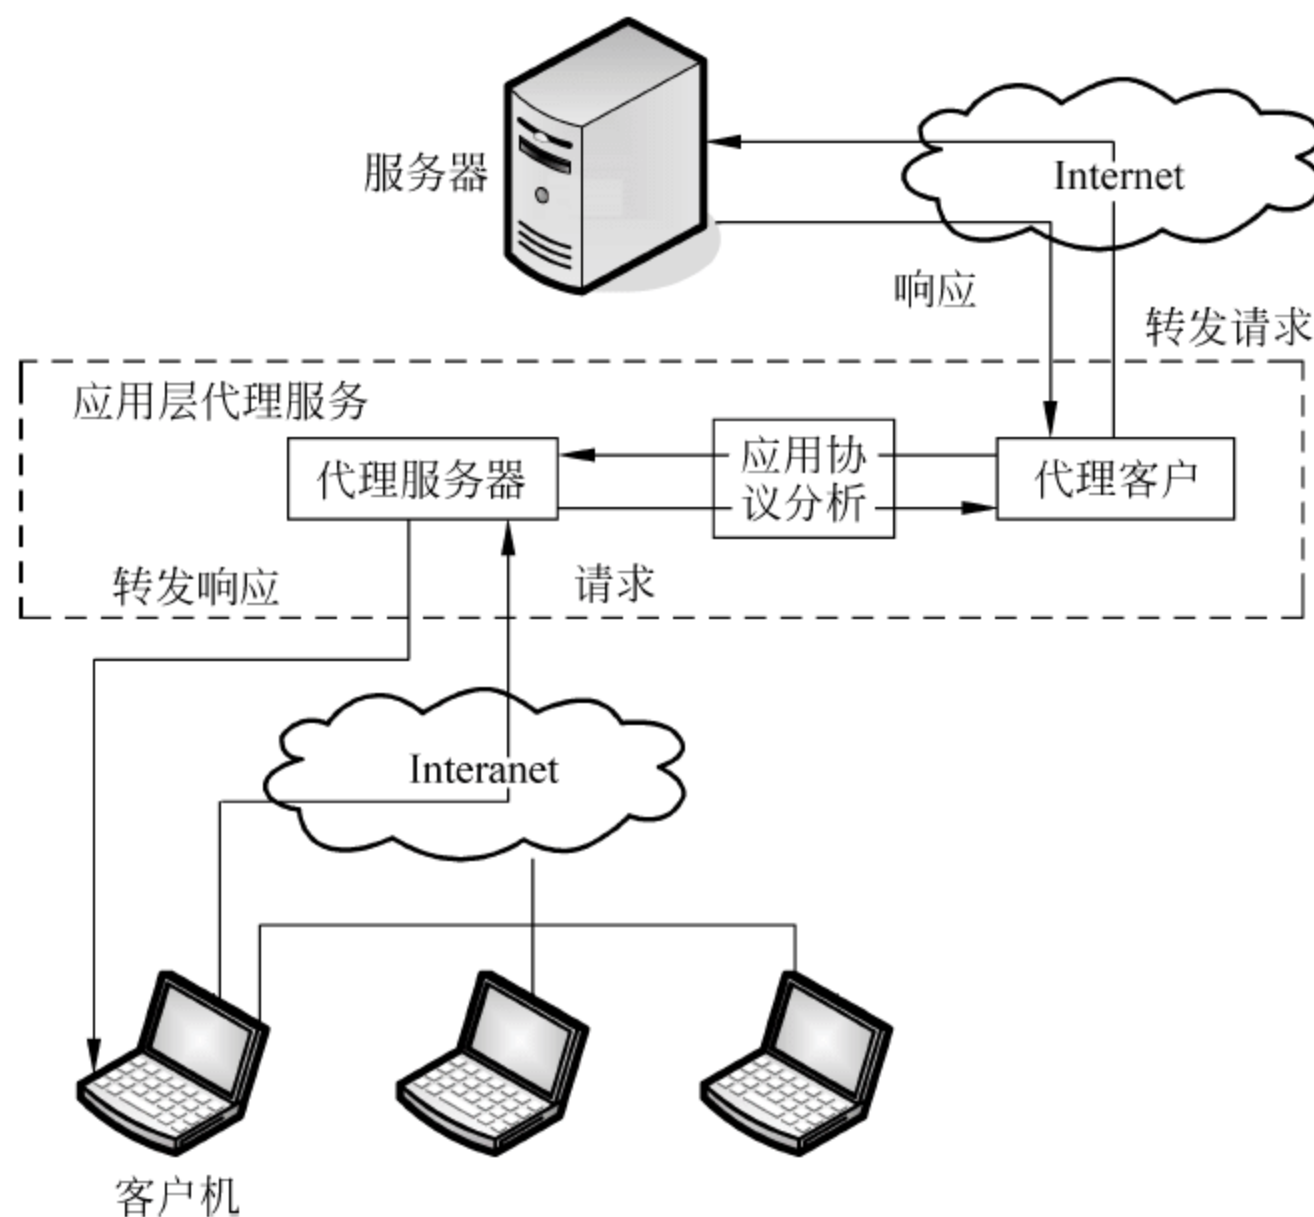 服务器
Internet
响应
转发请求
应用层代理服务
代理服务器
应用协
议分析
代理客户
转发响应
请求
Interanet
客户机